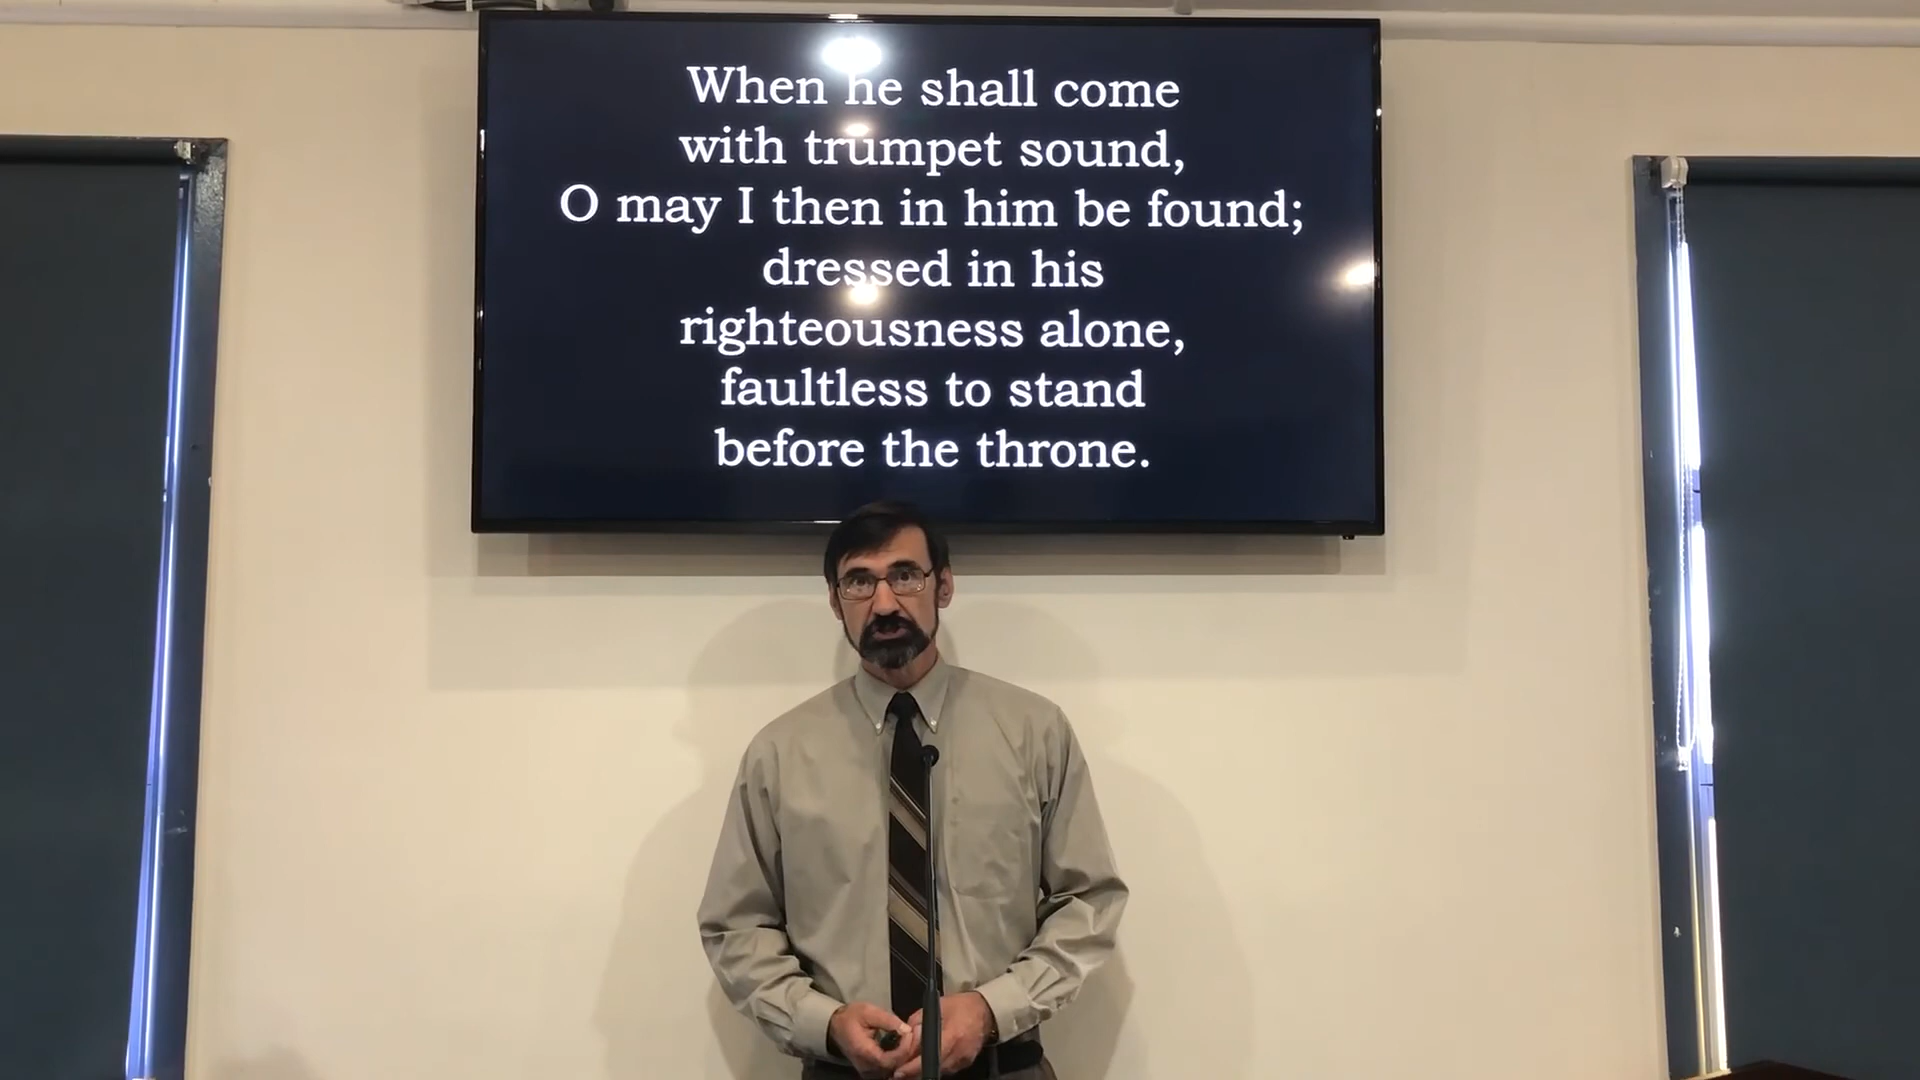 When he shall come
with trumpet sound,
O may I then in him be found;
dressed in his
righteousness alone,
faultless to stand
before the throne.